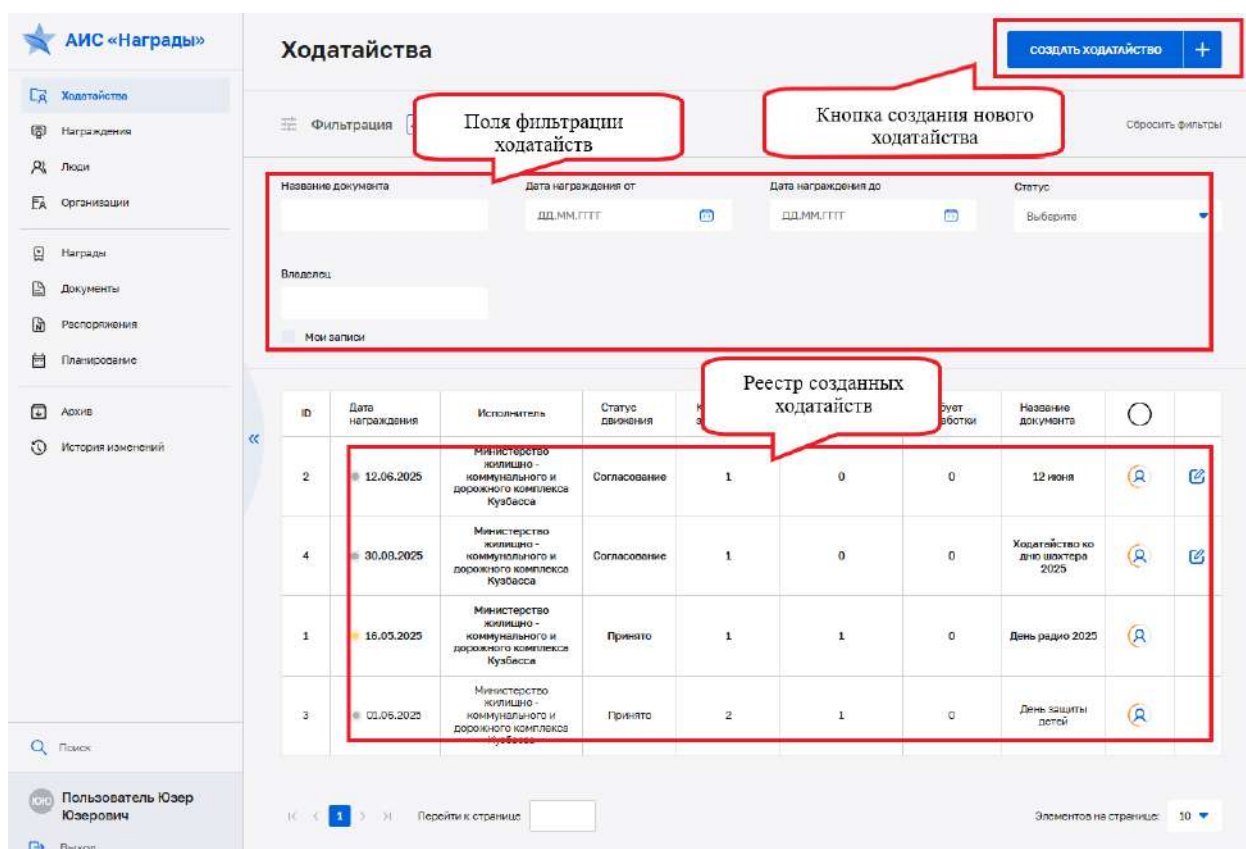 АИС «Награды»
Ходатайства
Награждения
Люди
Организации
Награды
Документы
Распоряжения
Планирование
Архив
История изменений
Поиск
ЮЮ
Пользователь Юзер
Юзерович
Выход
Ходатайства
СОЗДАТЬ ХОДАТАЙСТВО +
Кнопка создания нового
ходатайства
Фильтрация
Поля фильтрации
ходатайств
Сбросить фильтры
Название документа
Дата награждения от
Дата награждения до
Статус
ДД.ММ.ГГГГ
ДД.ММ.ГГГГ
Выберите
Владелец
Мои записи
Реестр созданных
ходатайств
ID
Дата
награждения
Исполнитель
Статус
движения
Название
документа
2
12.06.2025
Министерство
жилищно -
коммунального и
дорожного комплекса
Кузбасса
Согласование
1
0
0
12 июня
4
30.08.2025
Министерство
жилищно -
коммунального и
дорожного комплекса
Кузбасса
Согласование
1
0
0
Ходатайство ко
дню шахтера
2025
1
16.05.2025
Министерство
жилищно -
коммунального и
дорожного комплекса
Кузбасса
Принято
1
1
0
День радио 2025
3
01.06.2025
Министерство
жилищно -
коммунального и
дорожного комплекса
Кузбасса
Принято
2
1
0
День защиты
детей
1
Перейти к странице
Элементов на странице: 10